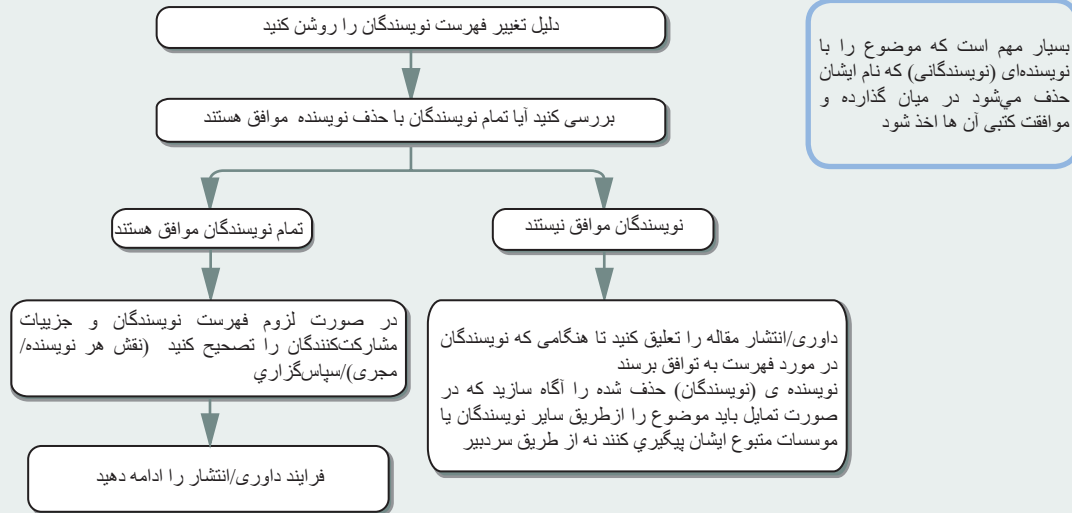 دلیل تغییر فهرست نویسندگان را روشن کنید
بسیار مهم است که موضوع را با
نویسنده‌ای (نویسندگانی) که نام ایشان
حذف مي‌شود در میان گذارده و
موافقت کتبی آن ها اخذ شود
بررسی کنید آیا تمام نویسندگان با حذف نویسنده موافق هستند
تمام نویسندگان موافق هستند
نویسندگان موافق نیستند
در صورت لزوم فهرست نویسندگان و جزییات
مشارکت‌کنندگان را تصحیح کنید (نقش هر نویسنده/
مجری)/سپاس‌گزاري
داوری/انتشار مقاله را تعلیق کنید تا هنگامی که نویسندگان
در مورد فهرست به توافق برسند
نویسنده ی (نویسندگان) حذف شده را آگاه سازید که در
صورت تمایل باید موضوع را ازطریق سایر نویسندگان یا
موسسات متبوع ایشان پیگیري کنند نه از طریق سردبیر
فرایند داوری/انتشار را ادامه دهید